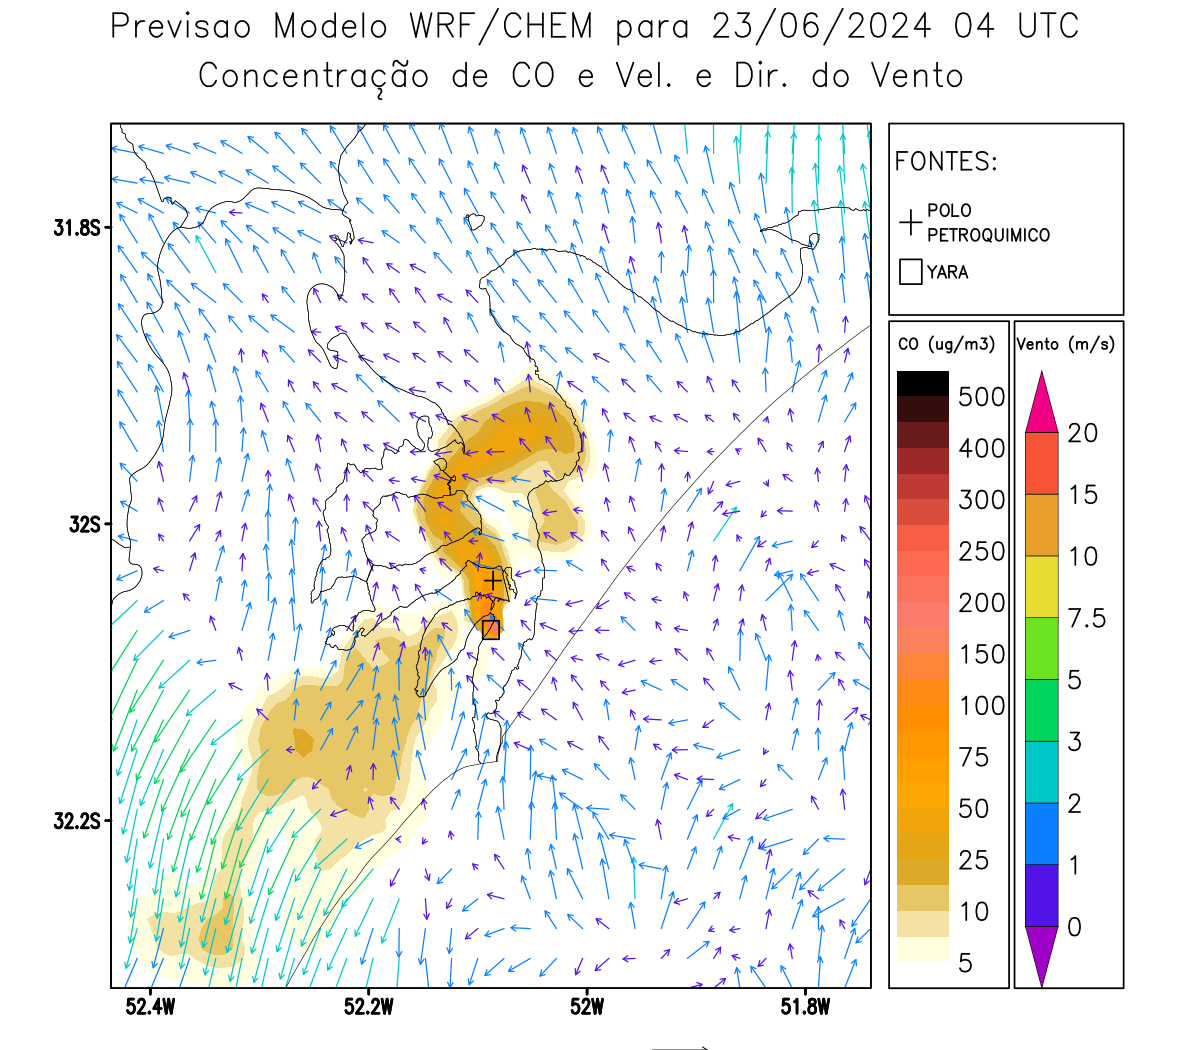 Previsao Modelo WRF/CHEM para 23/06/2024 04 UTC
Concentração de CO e Vel. e Dir. do Vento
FONTES:
POLO
PETROQUIMICO
YARA
CO (ug/m3)
500
400
300
250
200
150
100
75
50
25
10
5
Vento (m/s)
20
15
10
7.5
5
3
2
1
0
31.8S
32S
32.2S
52.4W
52.2W
52W
51.8W